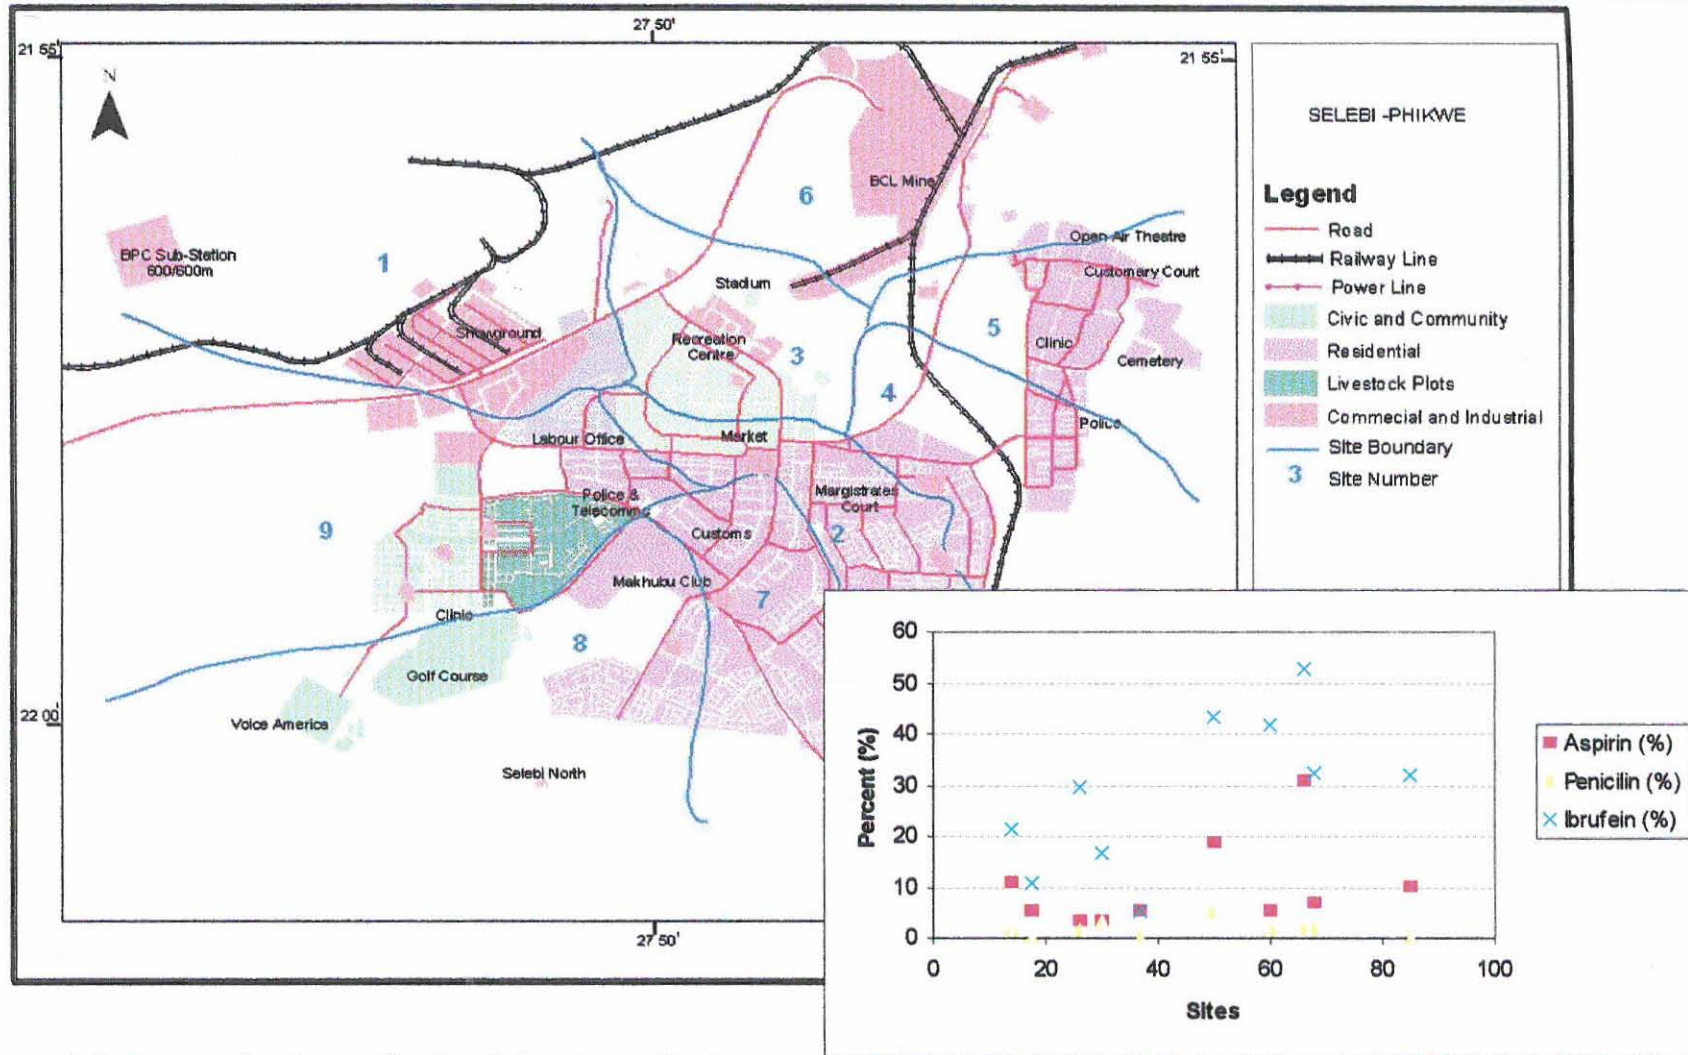 27 50'
21 55'
21 55'
N
SELEBI -PHIKWE
Legend
Road
Railway Line
Power Line
Civic and Community
Residential
Livestock Plots
Commecial and Industrial
Site Boundary
3 Site Number
BCL Mine
6
BPC Sub-Station
600/600m
1
Open Air Theatre
Customery Court
Stadium
Showground
Recreation
Centre
3
5
Clinic
Cemetery
4
Police
Labour Office
Market
Police &
Telecomms
Margistrates
Court
9
Customs
2
Makhubu Club
7
Clinic
8
Golf Course
22 00'
Voice America
Selebi North
27 50'
60
50
40
30
20
10
0
Percent (%)
0 20 40 60 80 100
Sites
Aspirin (%)
Penicilin (%)
Ibrufein (%)